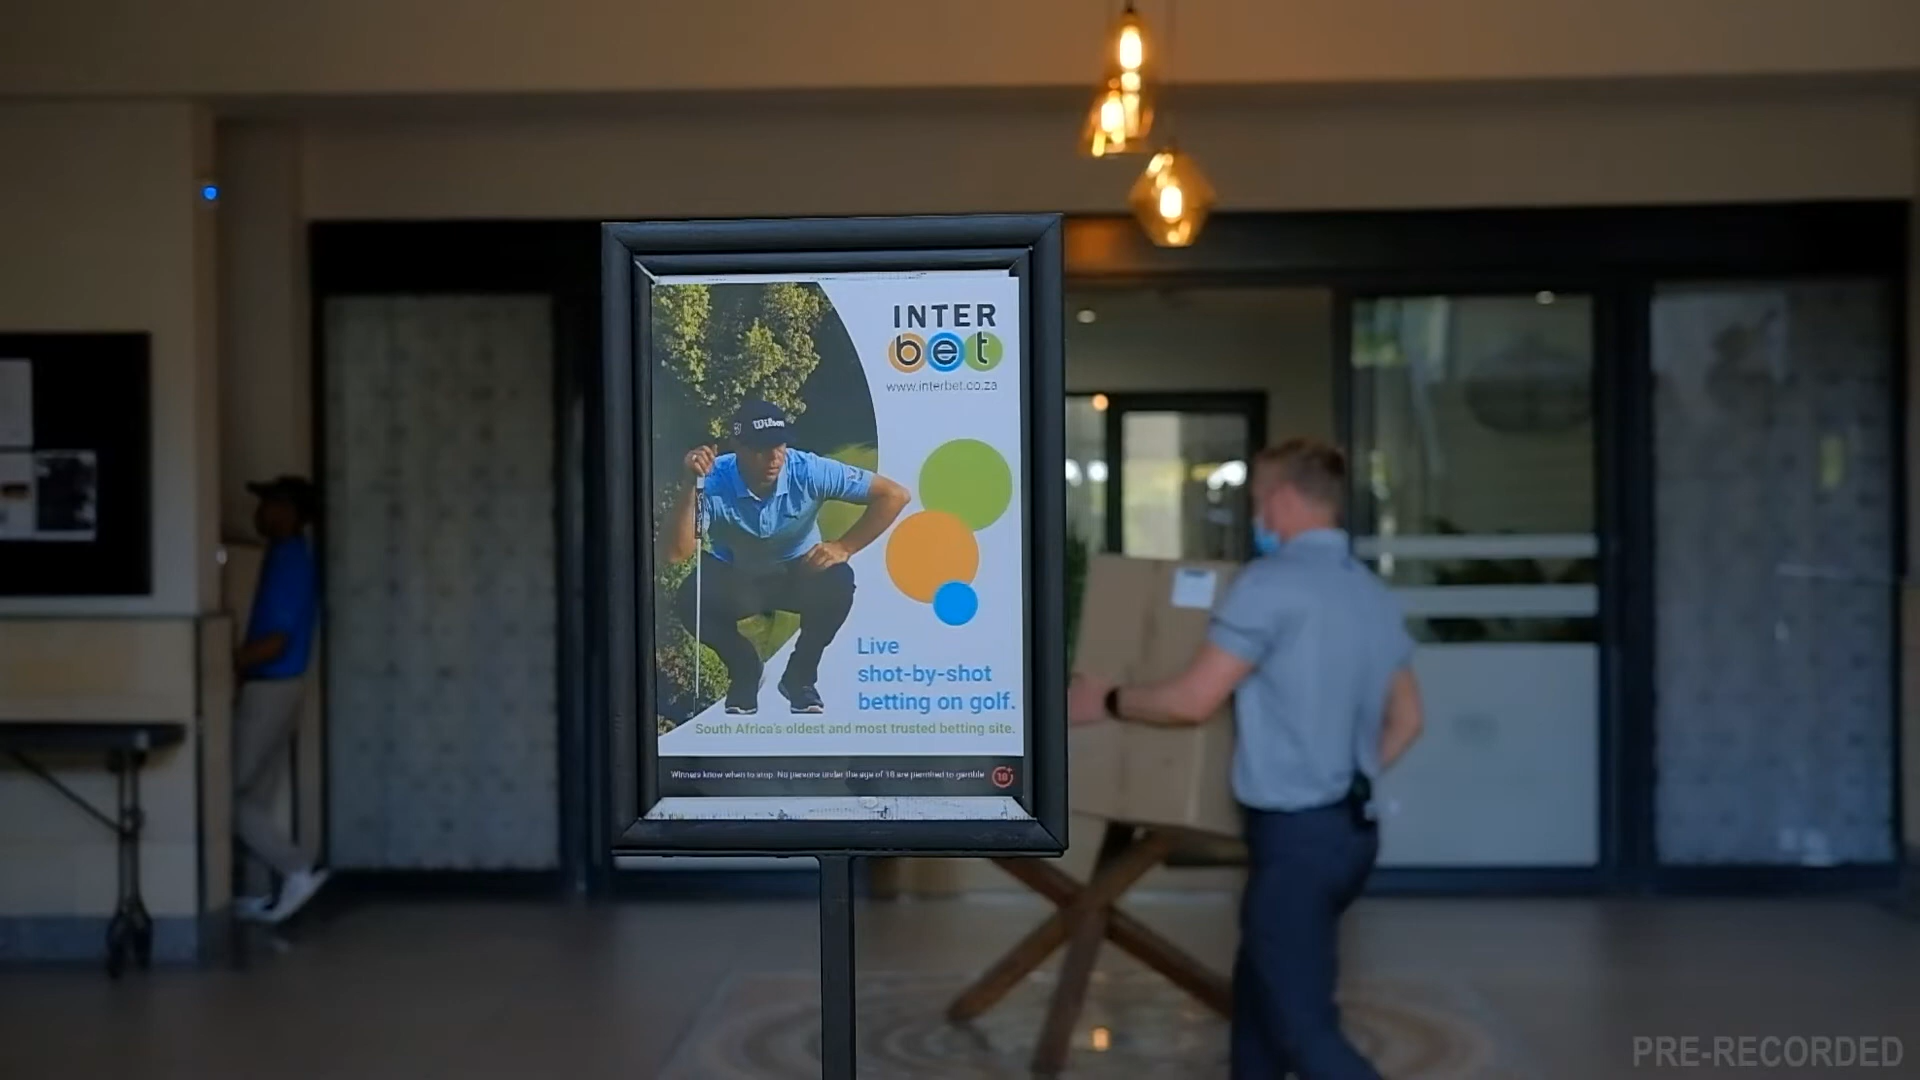 INTER
bet
www.interbet.co.za
Wilson
Live
shot-by-shot
betting on golf.
South Africa's oldest and most trusted betting site.
Winners know when to stop. No persons under the age of 18 are permitted to gamble
18+
PRE-RECORDED